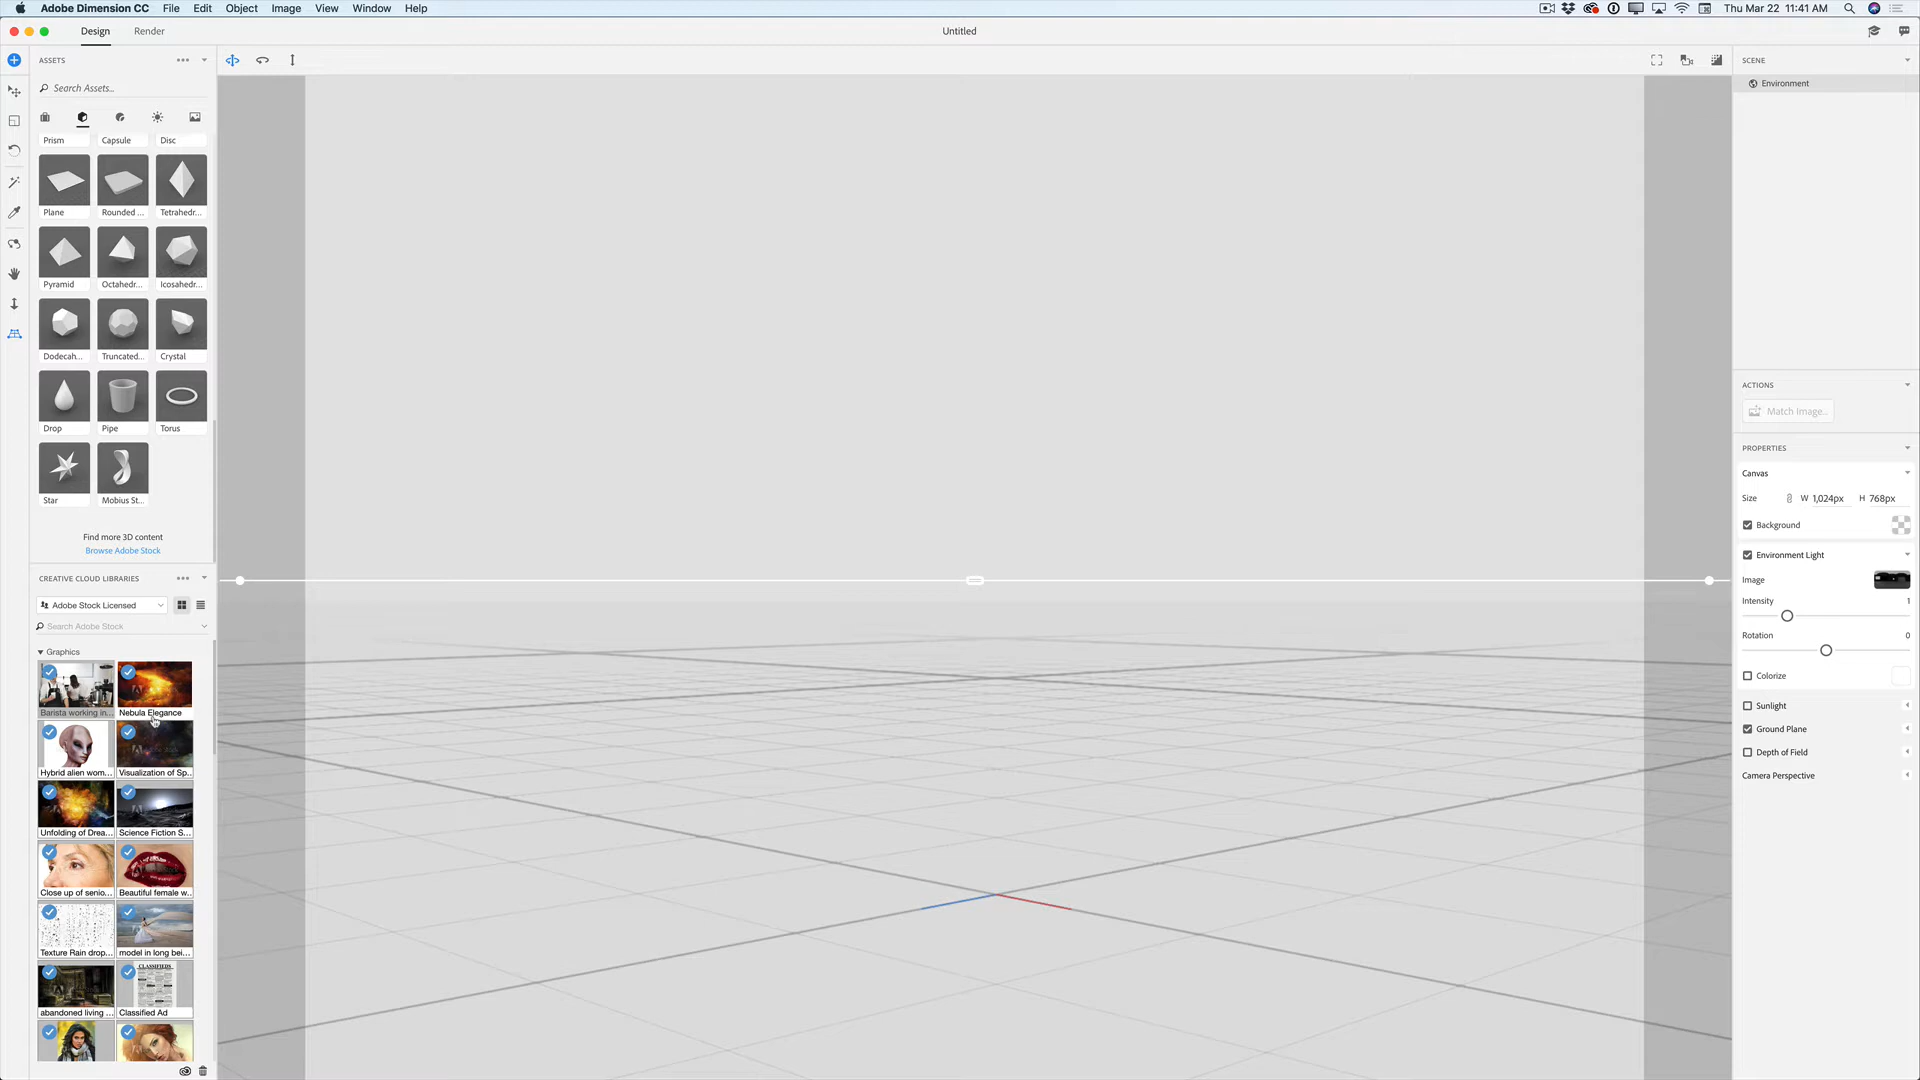 Adobe Dimension CC File Edit Object Image View Window Help Thu Mar 22 11:41 AM
Design Render Untitled
ASSETS
Search Assets...
Prism Capsule Disc
Plane Rounded ... Tetrahedr...
Pyramid Octahedr... Icosahedr...
Dodecah... Truncated... Crystal
Drop Pipe Torus
Star Mobius St...
Find more 3D content
Browse Adobe Stock
CREATIVE CLOUD LIBRARIES
Adobe Stock Licensed
Search Adobe Stock
Graphics
Barista working in... Nebula Elegance
Hybrid alien wom... Visualization of Sp...
Unfolding of Drea... Science Fiction S...
Close up of senio... Beautiful female w...
Texture Rain drop... model in long bei...
CLASSIFIEDS
abandoned living ... Classified Ad
SCENE
Environment
ACTIONS
Match Image...
PROPERTIES
Canvas
Size W 1,024px H 768px
Background
Environment Light
Image
Intensity 1
Rotation 0
Colorize
Sunlight
Ground Plane
Depth of Field
Camera Perspective